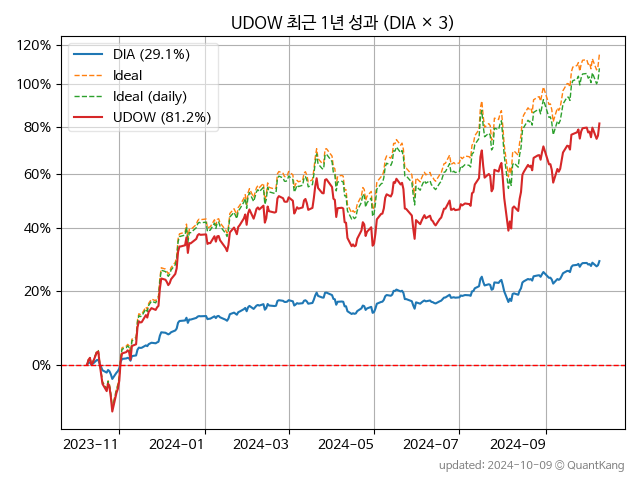 UDOW 최근 1년 성과 (DIA × 3)
120%
100%
80%
60%
40%
20%
0%
DIA (29.1%)
Ideal
Ideal (daily)
UDOW (81.2%)
2023-11
2024-01
2024-03
2024-05
2024-07
2024-09
updated: 2024-10-09 © QuantKang